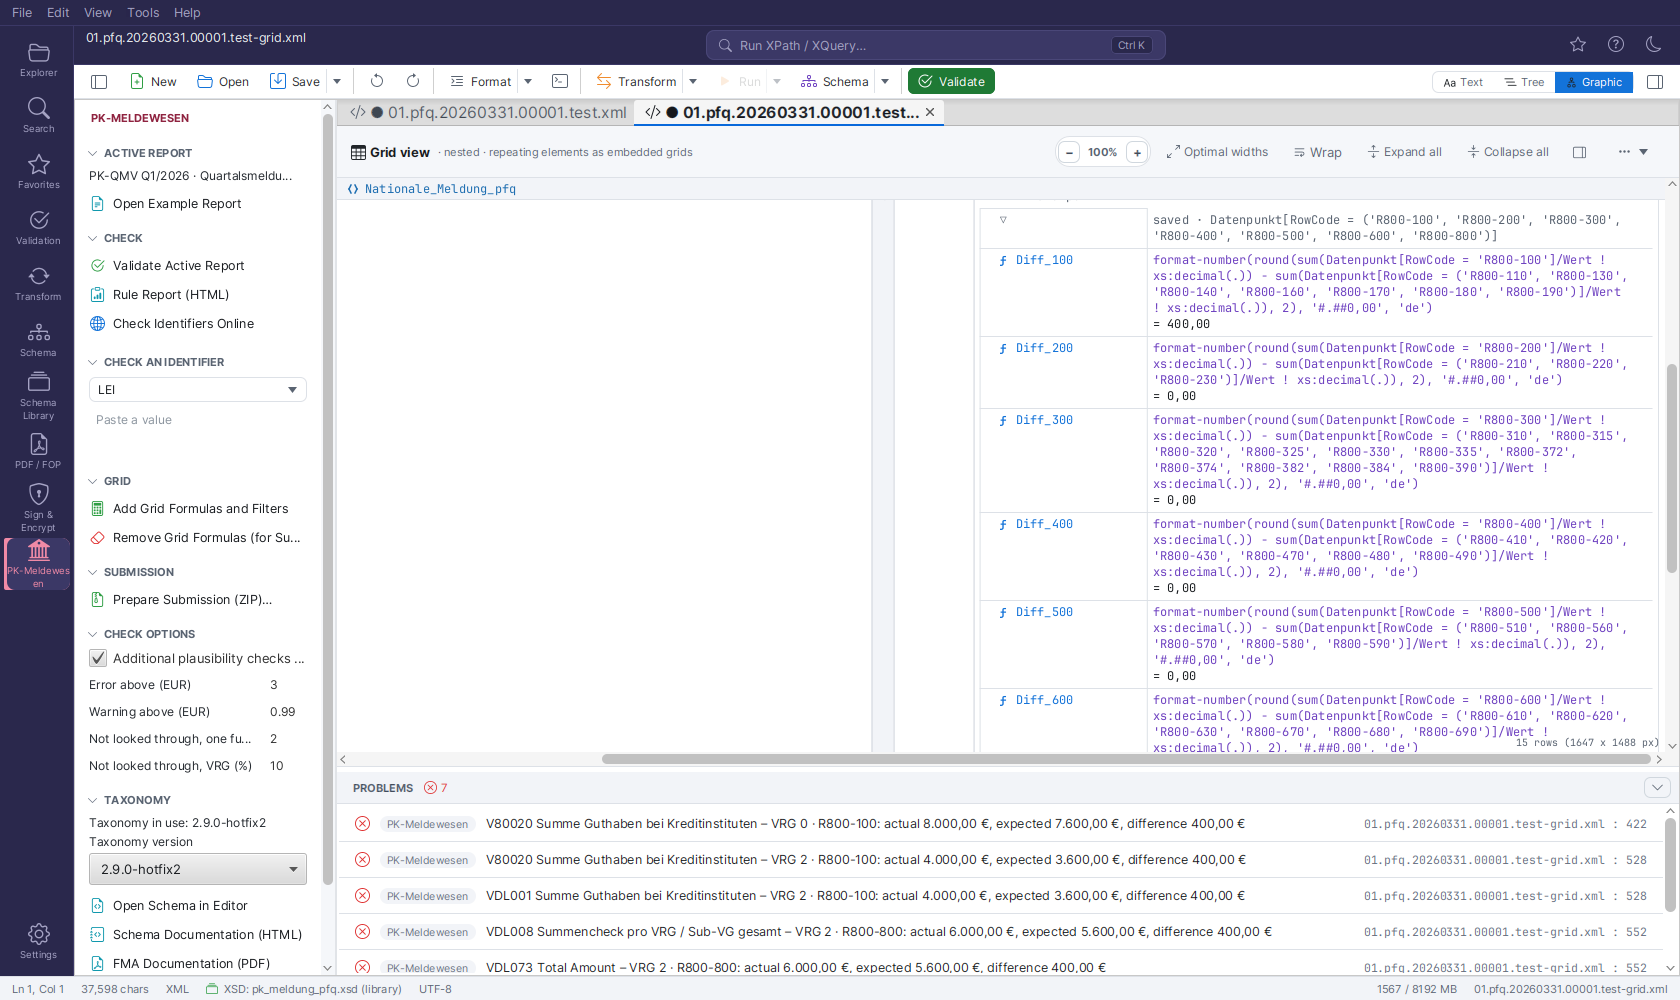 File Edit View Tools Help
01.pfq.20260331.00001.test-grid.xml
Run XPath / XQuery... Ctrl K
New Open Save Format Transform Run Schema Validate Aa Text Tree Graphic
Explorer
Search
Favorites
Validation
Transform
Schema
Schema
Library
PDF / FOP
Sign &
Encrypt
PK-Meldewes
en
Settings
PK-MELDEWESEN
ACTIVE REPORT
PK-QMV Q1/2026 · Quartalsmeldu...
Open Example Report
CHECK
Validate Active Report
Rule Report (HTML)
Check Identifiers Online
CHECK AN IDENTIFIER
LEI
Paste a value
GRID
Add Grid Formulas and Filters
Remove Grid Formulas (for Su...
SUBMISSION
Prepare Submission (ZIP)...
CHECK OPTIONS
Additional plausibility checks ...
Error above (EUR) 3
Warning above (EUR) 0.99
Not looked through, one fu... 2
Not looked through, VRG (%) 10
TAXONOMY
Taxonomy in use: 2.9.0-hotfix2
Taxonomy version
2.9.0-hotfix2
Open Schema in Editor
Schema Documentation (HTML)
FMA Documentation (PDF)
</> ● 01.pfq.20260331.00001.test.xml </> ● 01.pfq.20260331.00001.test... ✕
Grid view · nested · repeating elements as embedded grids
− 100% + Optimal widths Wrap Expand all Collapse all ···
Nationale_Meldung_pfq
saved · Datenpunkt[RowCode = ('R800-100', 'R800-200', 'R800-300',
'R800-400', 'R800-500', 'R800-600', 'R800-800')]
ƒ Diff_100 format-number(round(sum(Datenpunkt[RowCode = 'R800-100']/Wert !
xs:decimal(.)) - sum(Datenpunkt[RowCode = ('R800-110', 'R800-130',
'R800-140', 'R800-160', 'R800-170', 'R800-180', 'R800-190')]/Wert
! xs:decimal(.)), 2), '#.##0,00', 'de')
= 400,00
ƒ Diff_200 format-number(round(sum(Datenpunkt[RowCode = 'R800-200']/Wert !
xs:decimal(.)) - sum(Datenpunkt[RowCode = ('R800-210', 'R800-220',
'R800-230')]/Wert ! xs:decimal(.)), 2), '#.##0,00', 'de')
= 0,00
ƒ Diff_300 format-number(round(sum(Datenpunkt[RowCode = 'R800-300']/Wert !
xs:decimal(.)) - sum(Datenpunkt[RowCode = ('R800-310', 'R800-315',
'R800-320', 'R800-325', 'R800-330', 'R800-335', 'R800-372',
'R800-374', 'R800-382', 'R800-384', 'R800-390')]/Wert !
xs:decimal(.)), 2), '#.##0,00', 'de')
= 0,00
ƒ Diff_400 format-number(round(sum(Datenpunkt[RowCode = 'R800-400']/Wert !
xs:decimal(.)) - sum(Datenpunkt[RowCode = ('R800-410', 'R800-420',
'R800-430', 'R800-470', 'R800-480', 'R800-490')]/Wert !
xs:decimal(.)), 2), '#.##0,00', 'de')
= 0,00
ƒ Diff_500 format-number(round(sum(Datenpunkt[RowCode = 'R800-500']/Wert !
xs:decimal(.)) - sum(Datenpunkt[RowCode = ('R800-510', 'R800-560',
'R800-570', 'R800-580', 'R800-590')]/Wert ! xs:decimal(.)), 2),
'#.##0,00', 'de')
= 0,00
ƒ Diff_600 format-number(round(sum(Datenpunkt[RowCode = 'R800-600']/Wert !
xs:decimal(.)) - sum(Datenpunkt[RowCode = ('R800-610', 'R800-620',
'R800-630', 'R800-670', 'R800-680', 'R800-690')]/Wert !
xs:decimal(.)), 2), '#.##0,00', 'de')
15 rows (1647 x 1488 px)
PROBLEMS 7
PK-Meldewesen V80020 Summe Guthaben bei Kreditinstituten – VRG 0 · R800-100: actual 8.000,00 €, expected 7.600,00 €, difference 400,00 € 01.pfq.20260331.00001.test-grid.xml : 422
PK-Meldewesen V80020 Summe Guthaben bei Kreditinstituten – VRG 2 · R800-100: actual 4.000,00 €, expected 3.600,00 €, difference 400,00 € 01.pfq.20260331.00001.test-grid.xml : 528
PK-Meldewesen VDL001 Summe Guthaben bei Kreditinstituten – VRG 2 · R800-100: actual 4.000,00 €, expected 3.600,00 €, difference 400,00 € 01.pfq.20260331.00001.test-grid.xml : 528
PK-Meldewesen VDL008 Summencheck pro VRG / Sub-VG gesamt – VRG 2 · R800-800: actual 6.000,00 €, expected 5.600,00 €, difference 400,00 € 01.pfq.20260331.00001.test-grid.xml : 552
PK-Meldewesen VDL073 Total Amount – VRG 2 · R800-800: actual 6.000,00 €, expected 5.600,00 €, difference 400,00 € 01.pfq.20260331.00001.test-grid.xml : 552
Ln 1, Col 1 37,598 chars XML XSD: pk_meldung_pfq.xsd (library) UTF-8 1567 / 8192 MB 01.pfq.20260331.00001.test-grid.xml